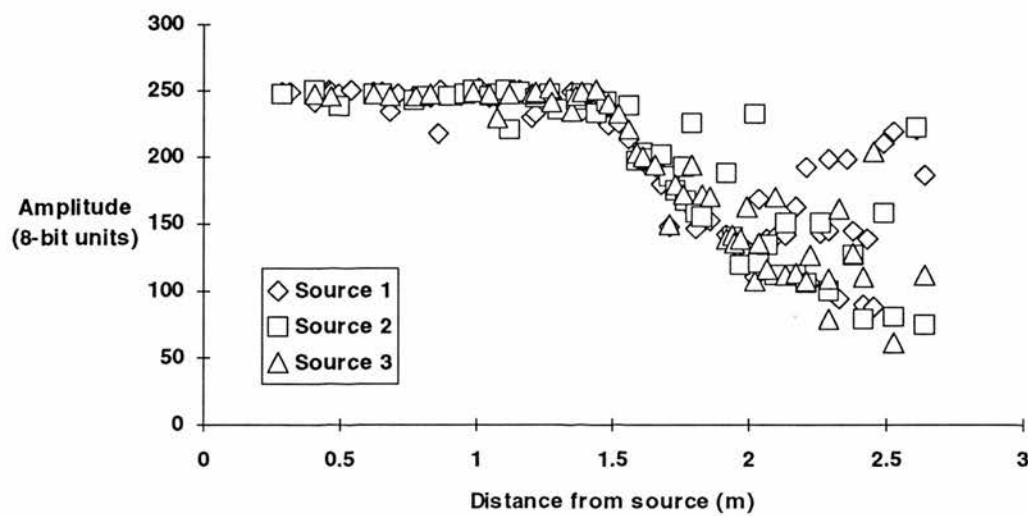 300
250
200
150
100
50
0
Amplitude
(8-bit units)
Source 1
Source 2
Source 3
0 0.5 1 1.5 2 2.5 3
Distance from source (m)